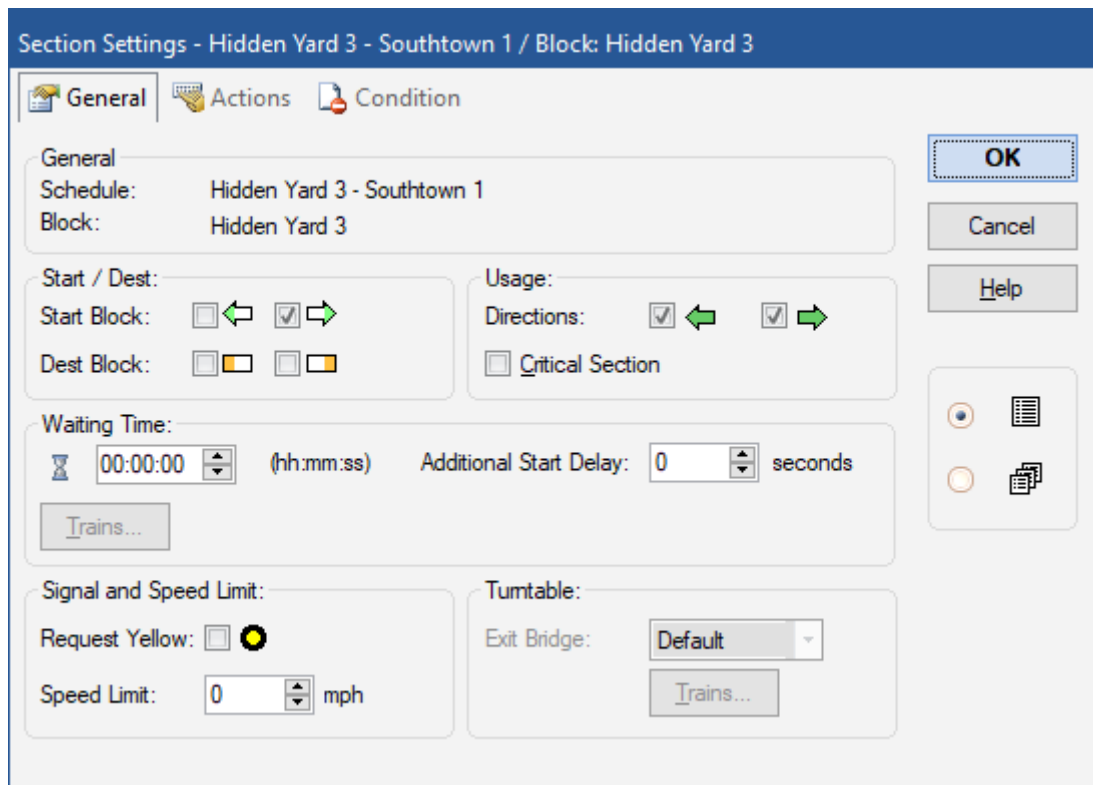 Section Settings - Hidden Yard 3 - Southtown 1 / Block: Hidden Yard 3
General Actions Condition
General
Schedule: Hidden Yard 3 - Southtown 1
Block: Hidden Yard 3
OK
Cancel
Help
Start / Dest:
Start Block:
Dest Block:
Usage:
Directions:
Critical Section
Waiting Time:
00:00:00 (hh:mm:ss) Additional Start Delay: 0 seconds
Trains...
Signal and Speed Limit:
Request Yellow:
Speed Limit: 0 mph
Turntable:
Exit Bridge: Default
Trains...